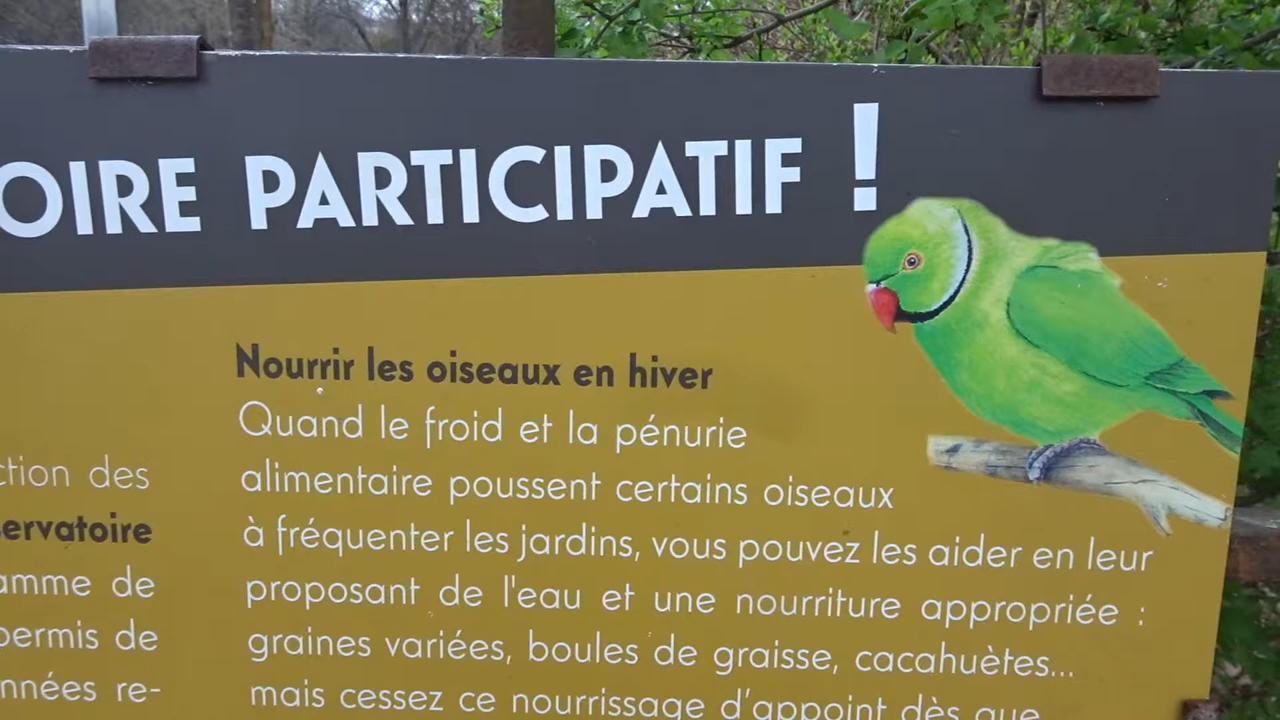 OIRE PARTICIPATIF !
ction des
servatoire
amme de
permis de
nnées re-
Nourrir les oiseaux en hiver
Quand le froid et la pénurie
alimentaire poussent certains oiseaux
à fréquenter les jardins, vous pouvez les aider en leur
proposant de l'eau et une nourriture appropriée :
graines variées, boules de graisse, cacahuètes...
mais cessez ce nourrissage d'appoint dès que